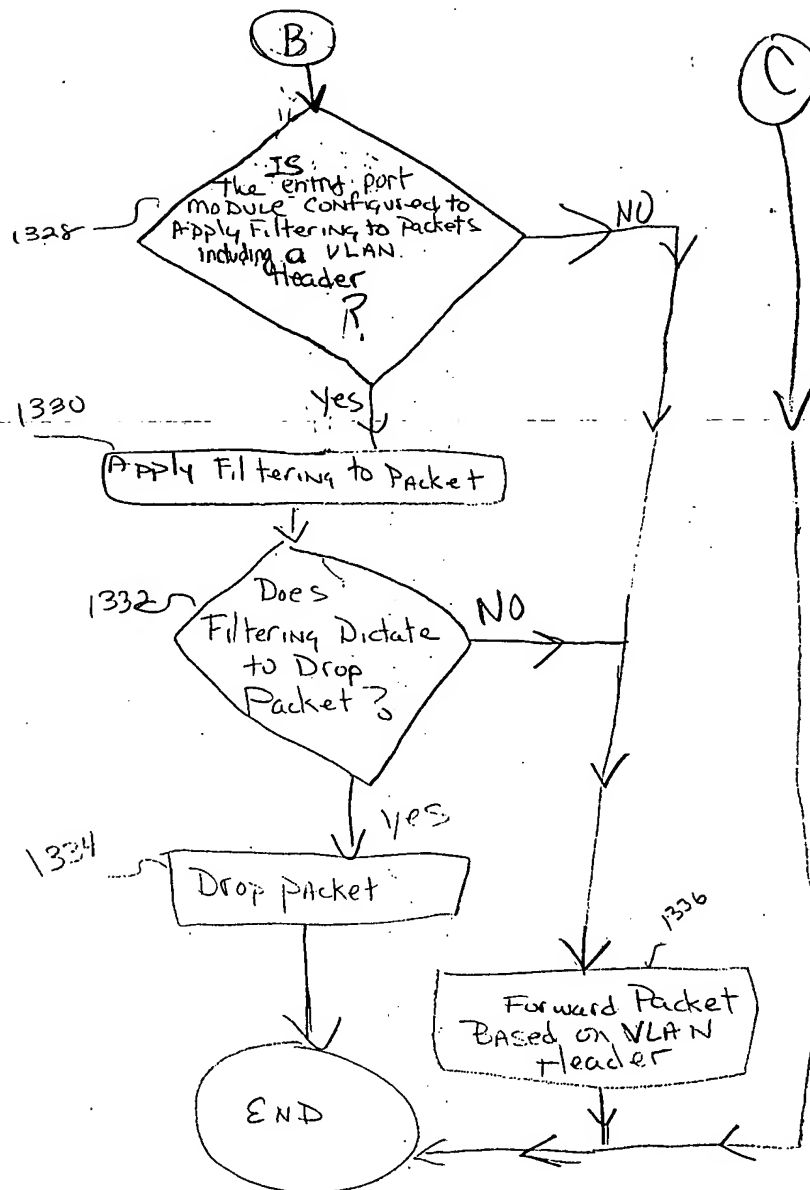 B
C
IS
the entry port
MODULE CONFIGURED to
Apply Filtering to Packets
including a VLAN
Header
?
1328
NO
yes
1330
Apply Filtering to Packet
1332
Does
Filtering Dictate
to Drop
Packet?
NO
yes
1334
Drop packet
1336
Forward Packet
Based on VLAN
Header
END